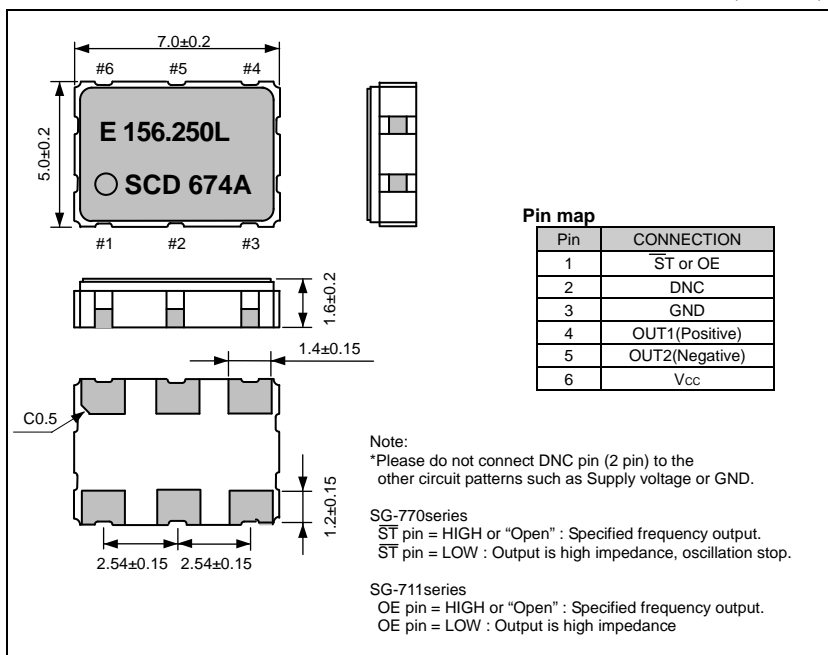 7.0±0.2
#6 #5 #4
5.0±0.2
E 156.250L
SCD 674A
#1 #2 #3
1.6±0.2
1.4±0.15
C0.5
1.2±0.15
2.54±0.15 2.54±0.15
Pin map
Pin CONNECTION
1 S̅T̅ or OE
2 DNC
3 GND
4 OUT1(Positive)
5 OUT2(Negative)
6 Vcc
Note:
*Please do not connect DNC pin (2 pin) to the
other circuit patterns such as Supply voltage or GND.
SG-770series
S̅T̅ pin = HIGH or “Open” : Specified frequency output.
S̅T̅ pin = LOW : Output is high impedance, oscillation stop.
SG-711series
OE pin = HIGH or “Open” : Specified frequency output.
OE pin = LOW : Output is high impedance